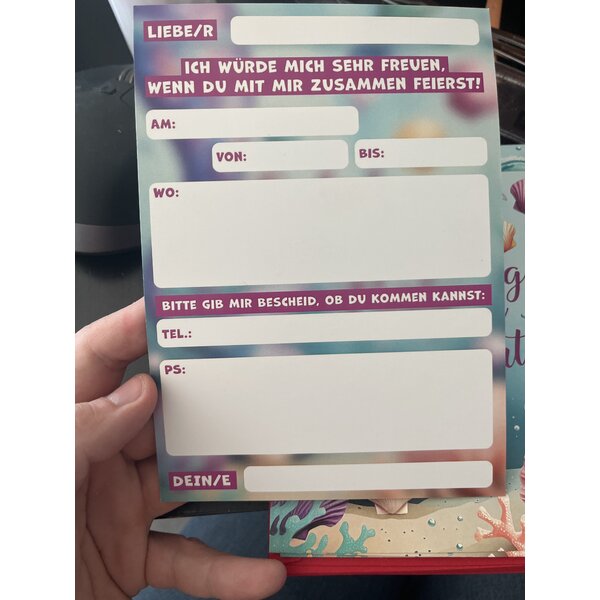 LIEBE/R
ICH WÜRDE MICH SEHR FREUEN,
WENN DU MIT MIR ZUSAMMEN FEIERST!
AM:
VON: BIS:
WO:
BITTE GIB MIR BESCHEID, OB DU KOMMEN KANNST:
TEL.:
PS:
DEIN/E